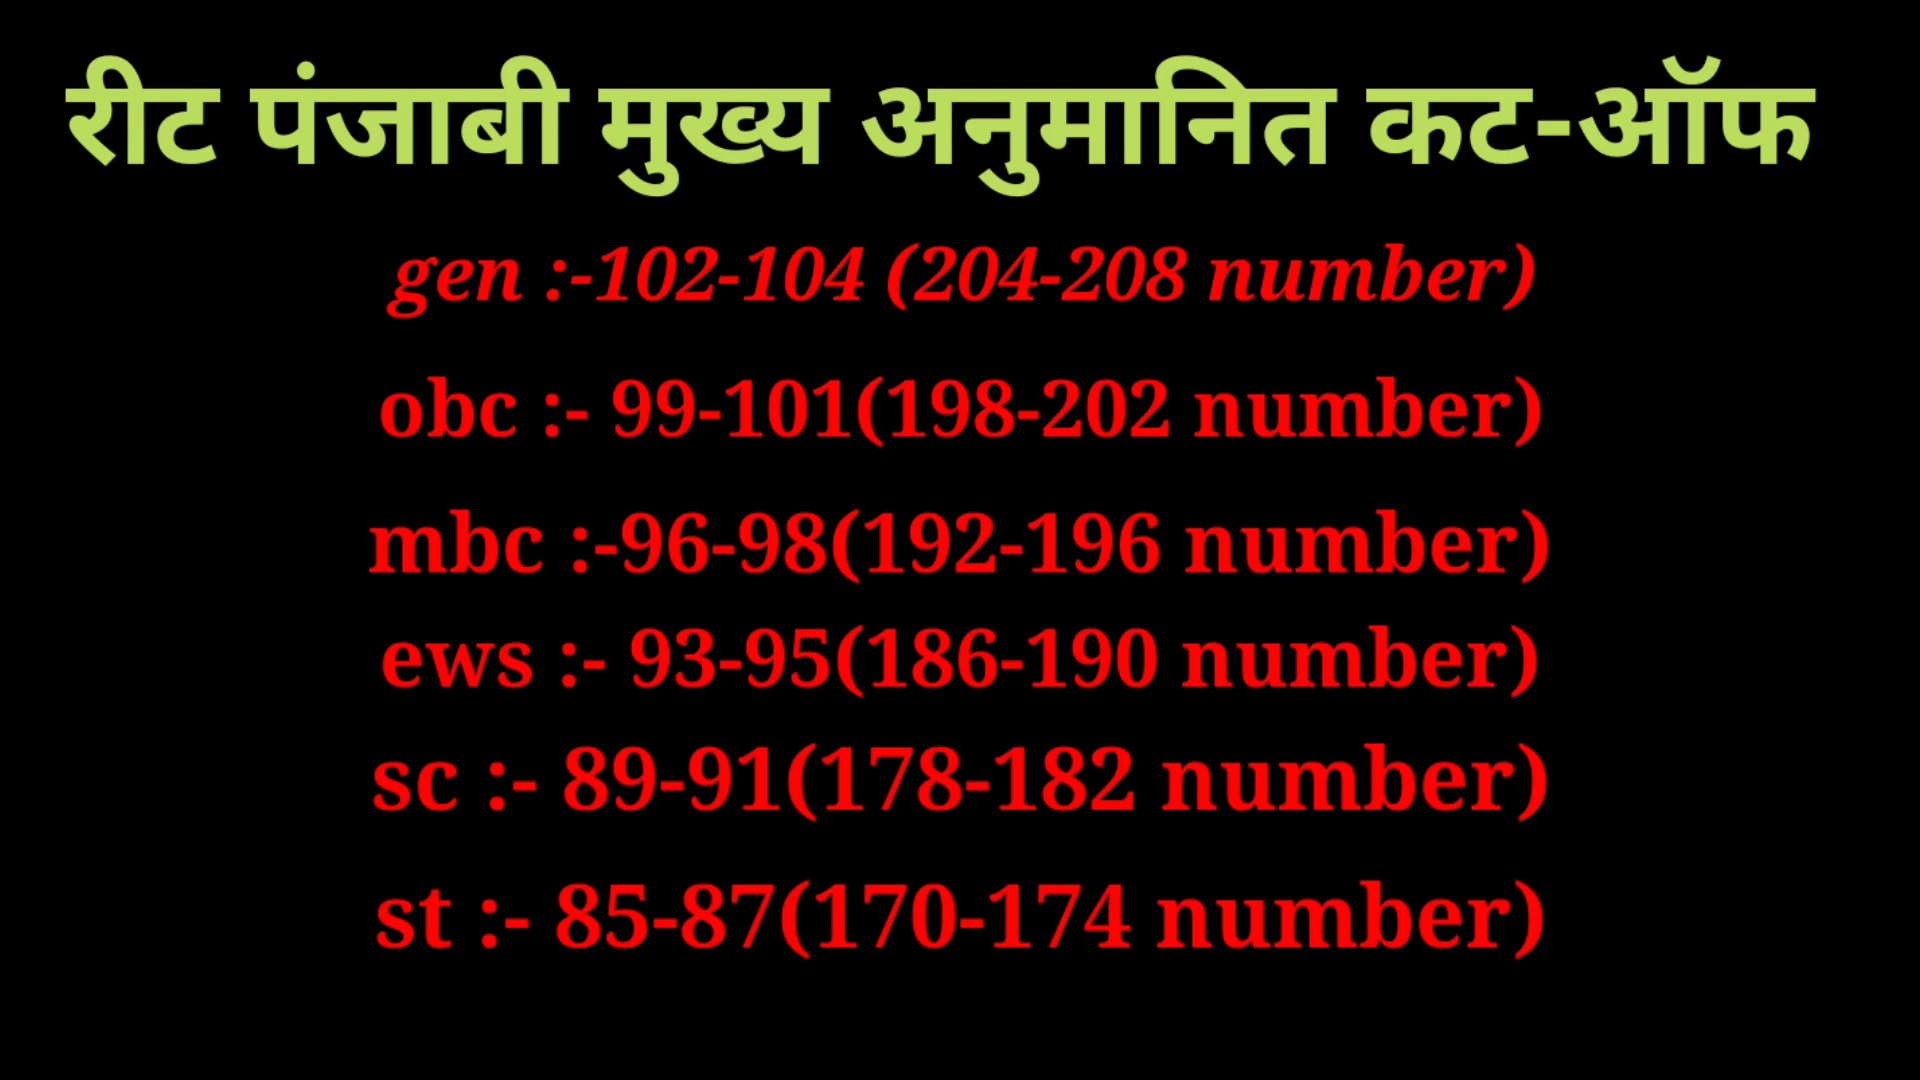 रीट पंजाबी मुख्य अनुमानित कट-ऑफ
gen :-102-104 (204-208 number)
obc :- 99-101(198-202 number)
mbc :-96-98(192-196 number)
ews :- 93-95(186-190 number)
sc :- 89-91(178-182 number)
st :- 85-87(170-174 number)